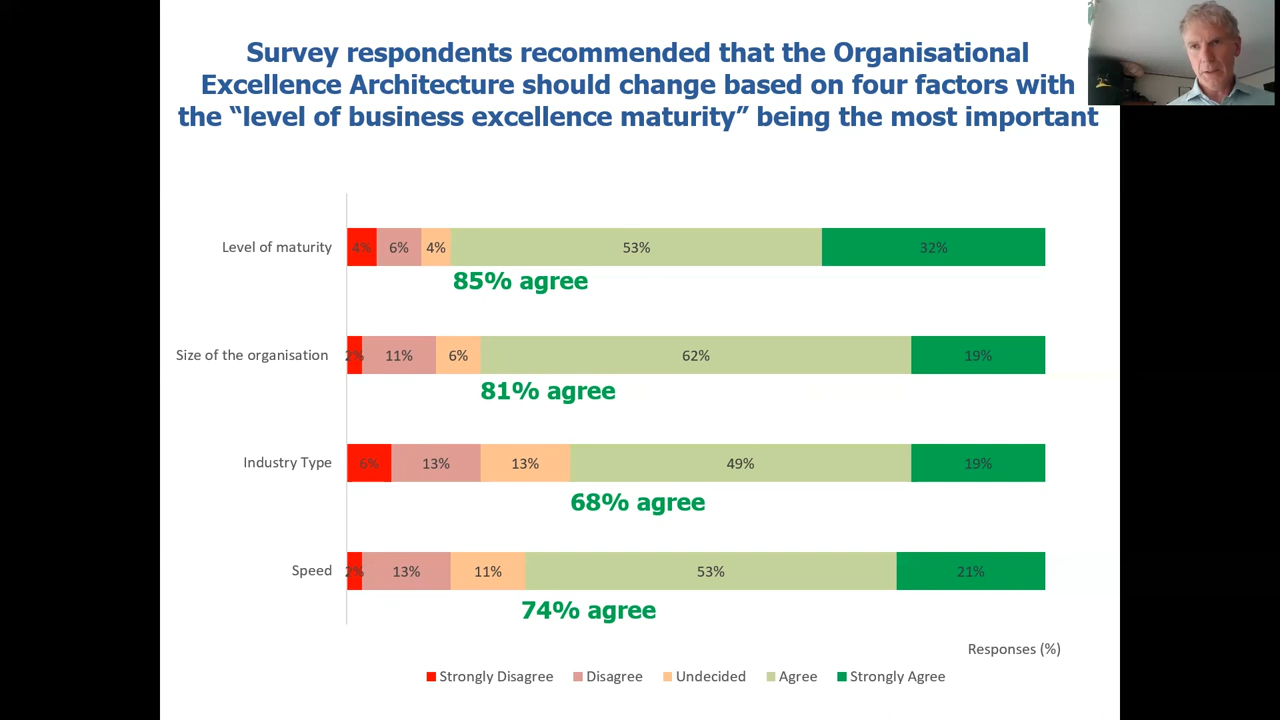 Survey respondents recommended that the Organisational
Excellence Architecture should change based on four factors with
the “level of business excellence maturity” being the most important
Level of maturity
4% 6% 4% 53% 32%
85% agree
Size of the organisation
2% 11% 6% 62% 19%
81% agree
Industry Type
6% 13% 13% 49% 19%
68% agree
Speed
2% 13% 11% 53% 21%
74% agree
Responses (%)
Strongly Disagree Disagree Undecided Agree Strongly Agree